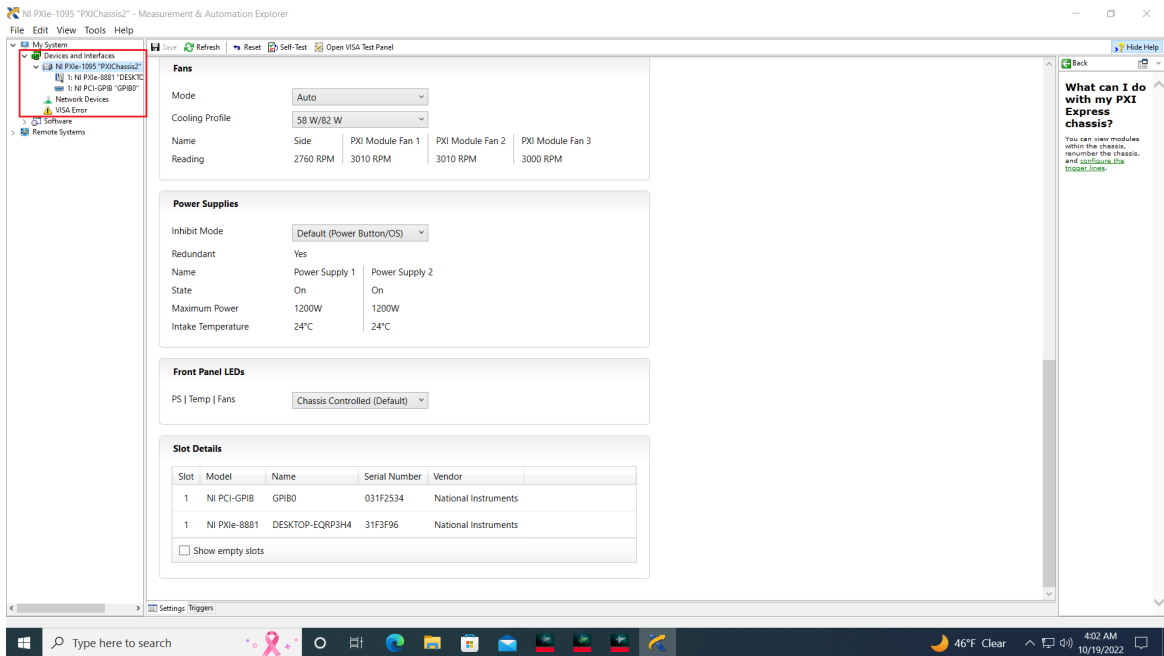 NI PXIe-1095 "PXIChassis2" - Measurement & Automation Explorer
File Edit View Tools Help
My System
Devices and Interfaces
NI PXIe-1095 "PXIChassis2"
1: NI PXIe-8881 "DESKTO
1: NI PCI-GPIB "GPIB0"
Network Devices
VISA Error
Software
Remote Systems
Save Refresh Reset Self-Test Open VISA Test Panel
Hide Help
Fans
Mode Auto
Cooling Profile 58 W/82 W
Name Side PXI Module Fan 1 PXI Module Fan 2 PXI Module Fan 3
Reading 2760 RPM 3010 RPM 3010 RPM 3000 RPM
Power Supplies
Inhibit Mode Default (Power Button/OS)
Redundant Yes
Name Power Supply 1 Power Supply 2
State On On
Maximum Power 1200W 1200W
Intake Temperature 24°C 24°C
Front Panel LEDs
PS | Temp | Fans Chassis Controlled (Default)
Slot Details
Slot Model Name Serial Number Vendor
1 NI PCI-GPIB GPIB0 031F2534 National Instruments
1 NI PXIe-8881 DESKTOP-EQRP3H4 31F3F96 National Instruments
Show empty slots
Settings Triggers
Back
What can I do
with my PXI
Express
chassis?
You can view modules
within the chassis,
renumber the chassis,
and configure the
trigger lines.
Type here to search
46°F Clear
4:02 AM
10/19/2022